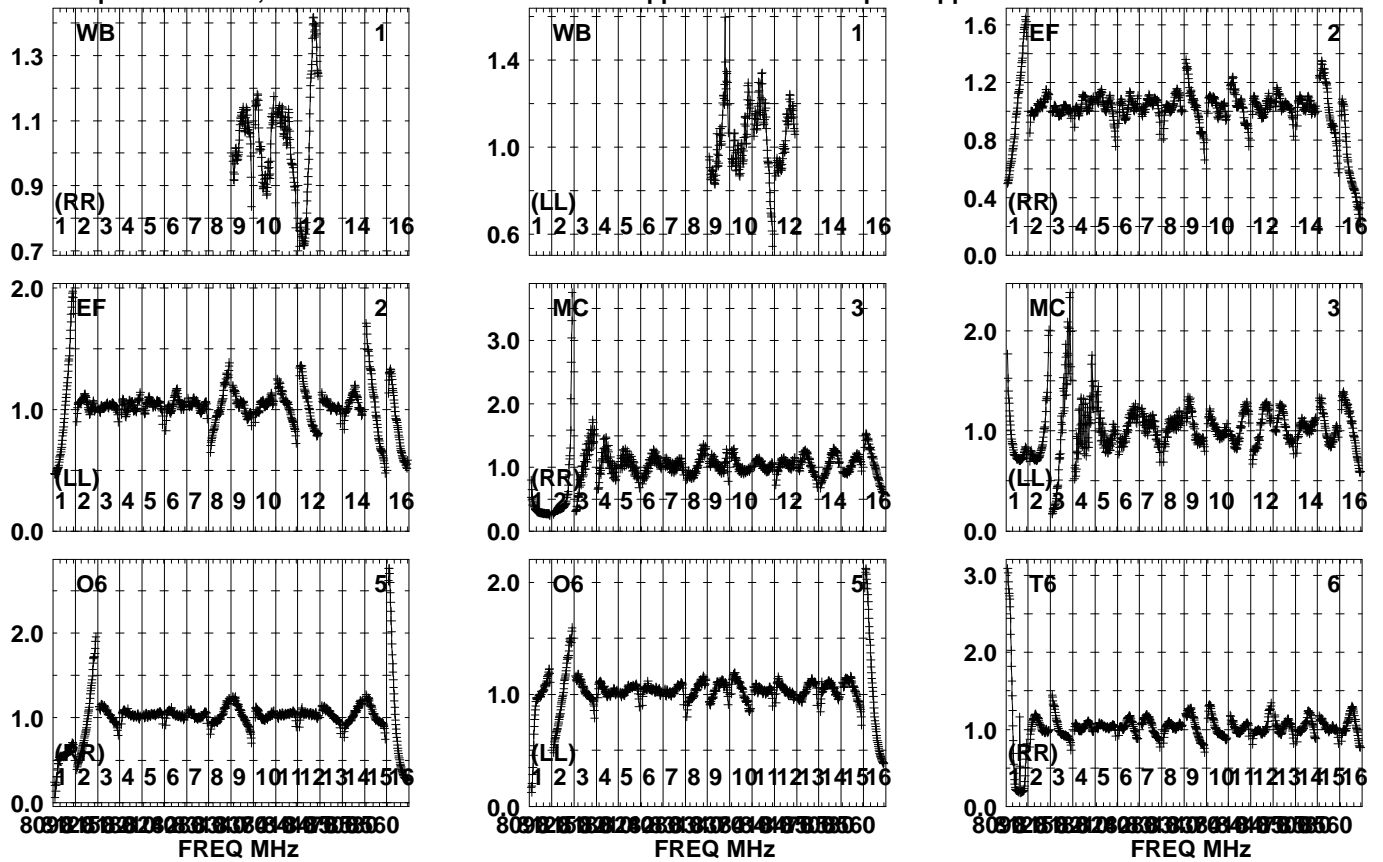 WB 1
1.3
1.1
0.9
0.7
(RR)
1 2 3 4 5 6 7 8 9 10 12 14 16
WB 1
1.4
1.0
0.6
(LL)
1 2 3 4 5 6 7 8 9 10 12 14 16
EF 2
1.6
1.2
0.8
0.4
0.0
(RR)
1 2 3 4 5 6 7 8 9 10 12 14 16
EF 2
2.0
1.0
0.0
(LL)
1 2 3 4 5 6 7 8 9 10 12 14 16
MC 3
3.0
2.0
1.0
0.0
(RR)
1 2 3 4 5 6 7 8 9 10 12 14 16
MC 3
2.0
1.0
0.0
(LL)
1 2 3 4 5 6 7 8 9 10 12 14 16
O6 5
2.0
1.0
0.0
(RR)
1 2 3 4 5 6 7 8 9 10 11 12 13 14 15 16
FREQ MHz
O6 5
2.0
1.0
0.0
(LL)
1 2 3 4 5 6 7 8 9 10 11 12 13 14 15 16
FREQ MHz
T6 6
3.0
2.0
1.0
0.0
(RR)
1 2 3 4 5 6 7 8 9 10 11 12 13 14 15 16
FREQ MHz